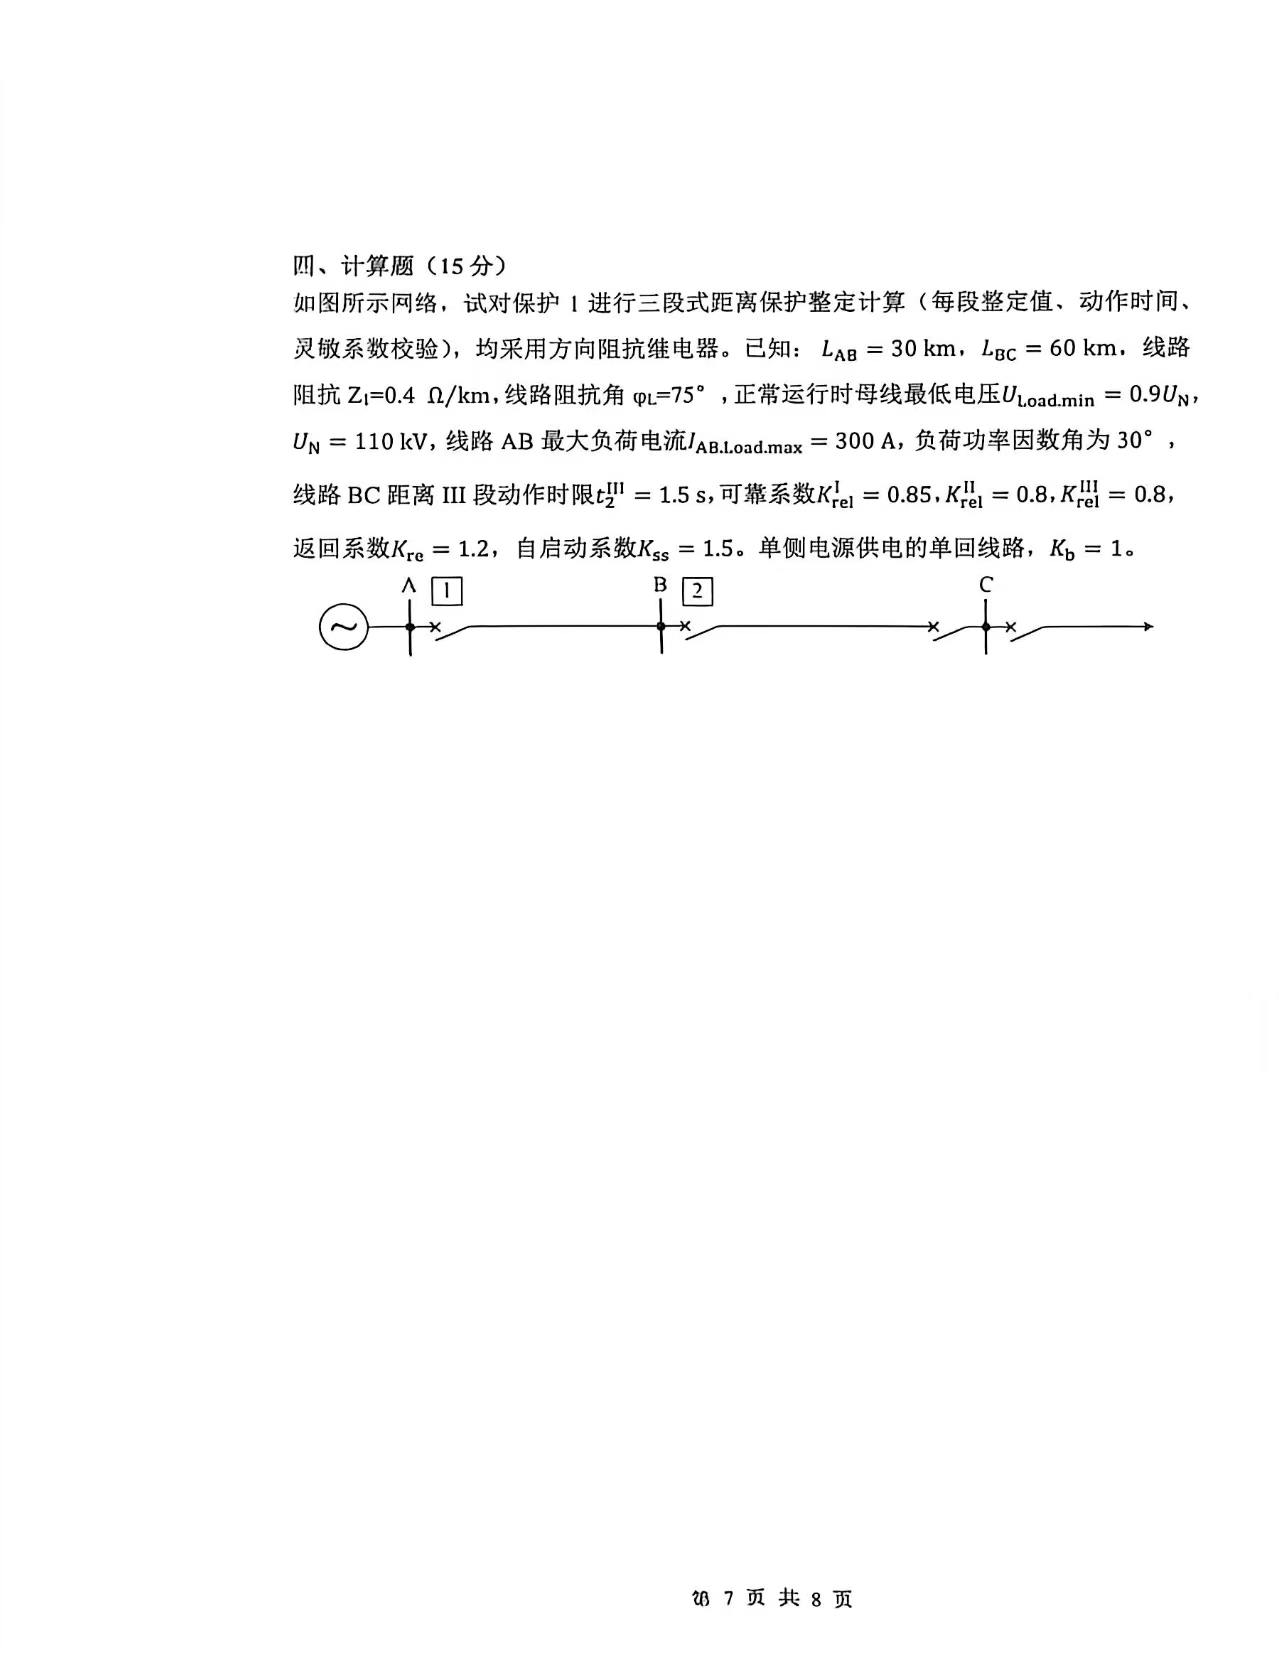 四、计算题（15 分）
如图所示网络，试对保护 1 进行三段式距离保护整定计算（每段整定值、动作时间、
灵敏系数校验），均采用方向阻抗继电器。已知： L_AB = 30 km，L_BC = 60 km，线路
阻抗 Z₁=0.4 Ω/km，线路阻抗角 φL=75°，正常运行时母线最低电压U_Load.min = 0.9U_N，
U_N = 110 kV，线路 AB 最大负荷电流I_AB.Load.max = 300 A，负荷功率因数角为 30°，
线路 BC 距离 III 段动作时限t₂^III = 1.5 s，可靠系数K_rel^I = 0.85，K_rel^II = 0.8，K_rel^III = 0.8，
返回系数K_re = 1.2，自启动系数K_ss = 1.5。单侧电源供电的单回线路，K_b = 1。
A 1 B 2 C
第 7 页 共 8 页